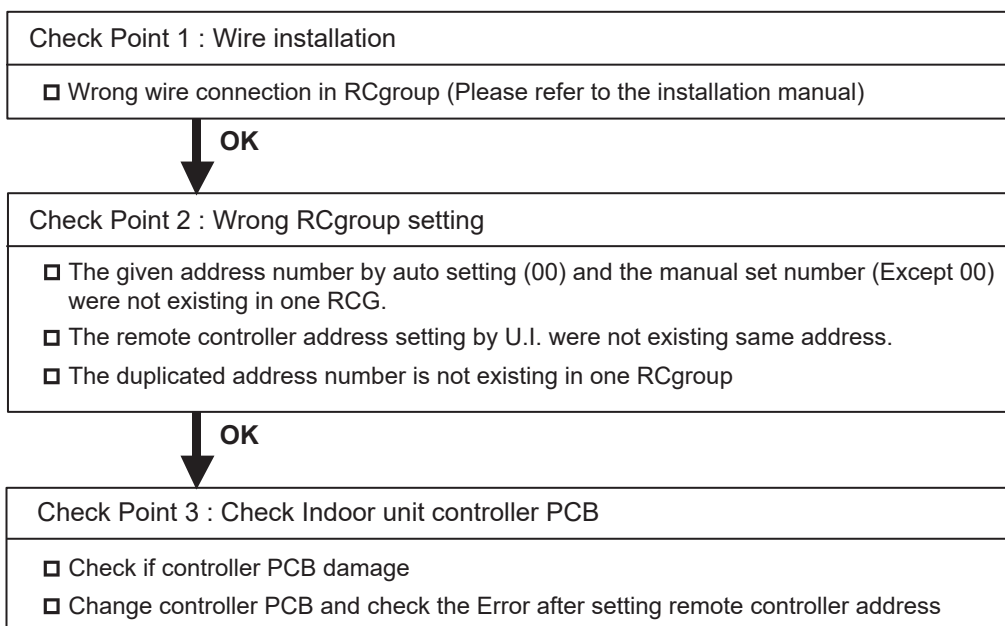 Check Point 1 : Wire installation
Wrong wire connection in RCgroup (Please refer to the installation manual)
OK
Check Point 2 : Wrong RCgroup setting
The given address number by auto setting (00) and the manual set number (Except 00)
were not existing in one RCG.
The remote controller address setting by U.I. were not existing same address.
The duplicated address number is not existing in one RCgroup
OK
Check Point 3 : Check Indoor unit controller PCB
Check if controller PCB damage
Change controller PCB and check the Error after setting remote controller address